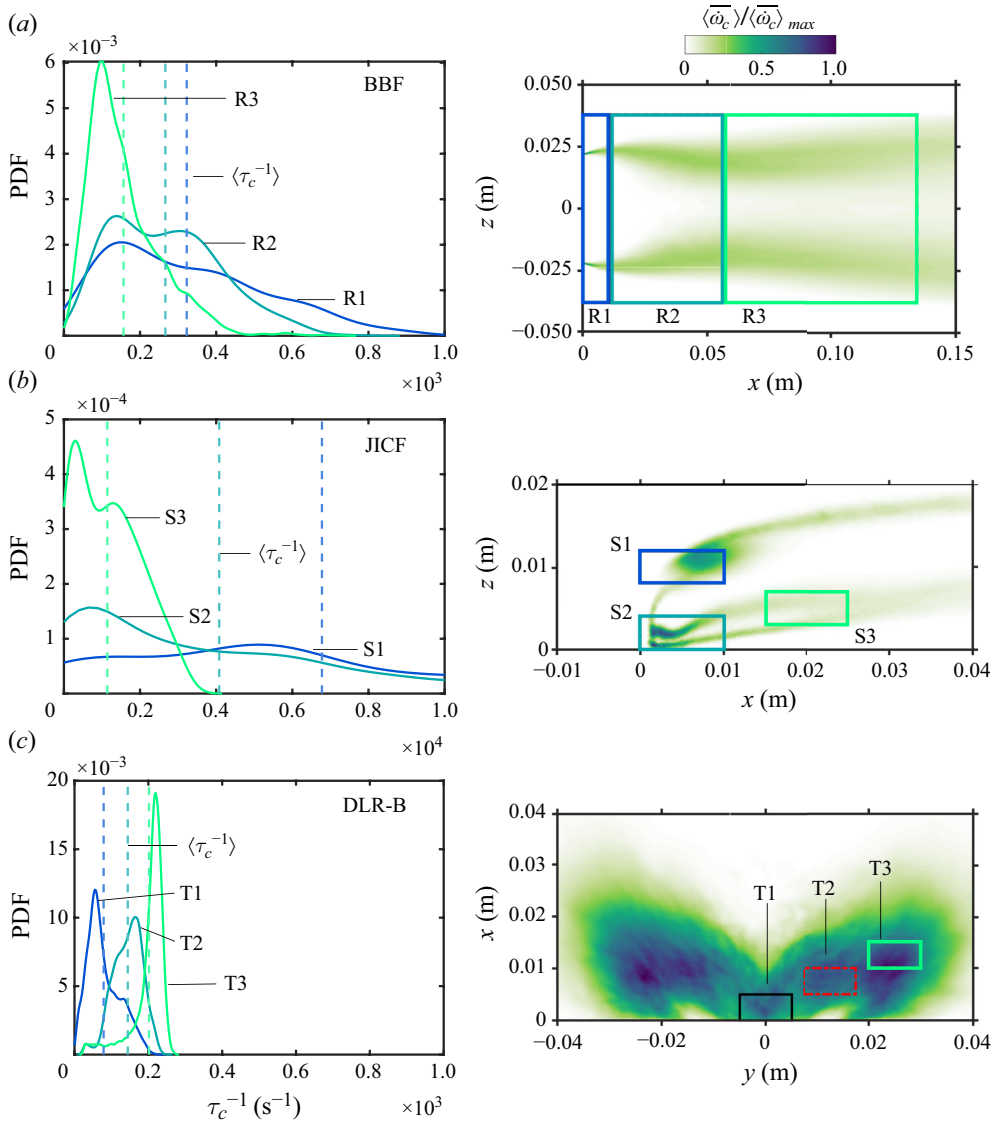 (a)
×10⁻³
6
5
4
3
2
1
0
0.2
0.4
0.6
0.8
1.0
×10³
PDF
BBF
R3
⟨τc⁻¹⟩
R2
R1
⟨ω̇c⟩/⟨ω̇c⟩max
0
0.5
1.0
0.050
0.025
0
−0.025
−0.050
z (m)
R1
R2
R3
0
0.05
0.10
0.15
x (m)
(b)
×10⁻⁴
5
4
3
2
1
0
0.2
0.4
0.6
0.8
1.0
×10⁴
PDF
JICF
S3
⟨τc⁻¹⟩
S2
S1
0.02
0.01
0
z (m)
S1
S2
S3
−0.01
0
0.01
0.02
0.03
0.04
x (m)
(c)
×10⁻³
20
15
10
5
0
0.2
0.4
0.6
0.8
1.0
×10³
PDF
DLR-B
⟨τc⁻¹⟩
T1
T2
T3
τc⁻¹ (s⁻¹)
0.04
0.03
0.02
0.01
0
x (m)
T1
T2
T3
−0.04
−0.02
0
0.02
0.04
y (m)